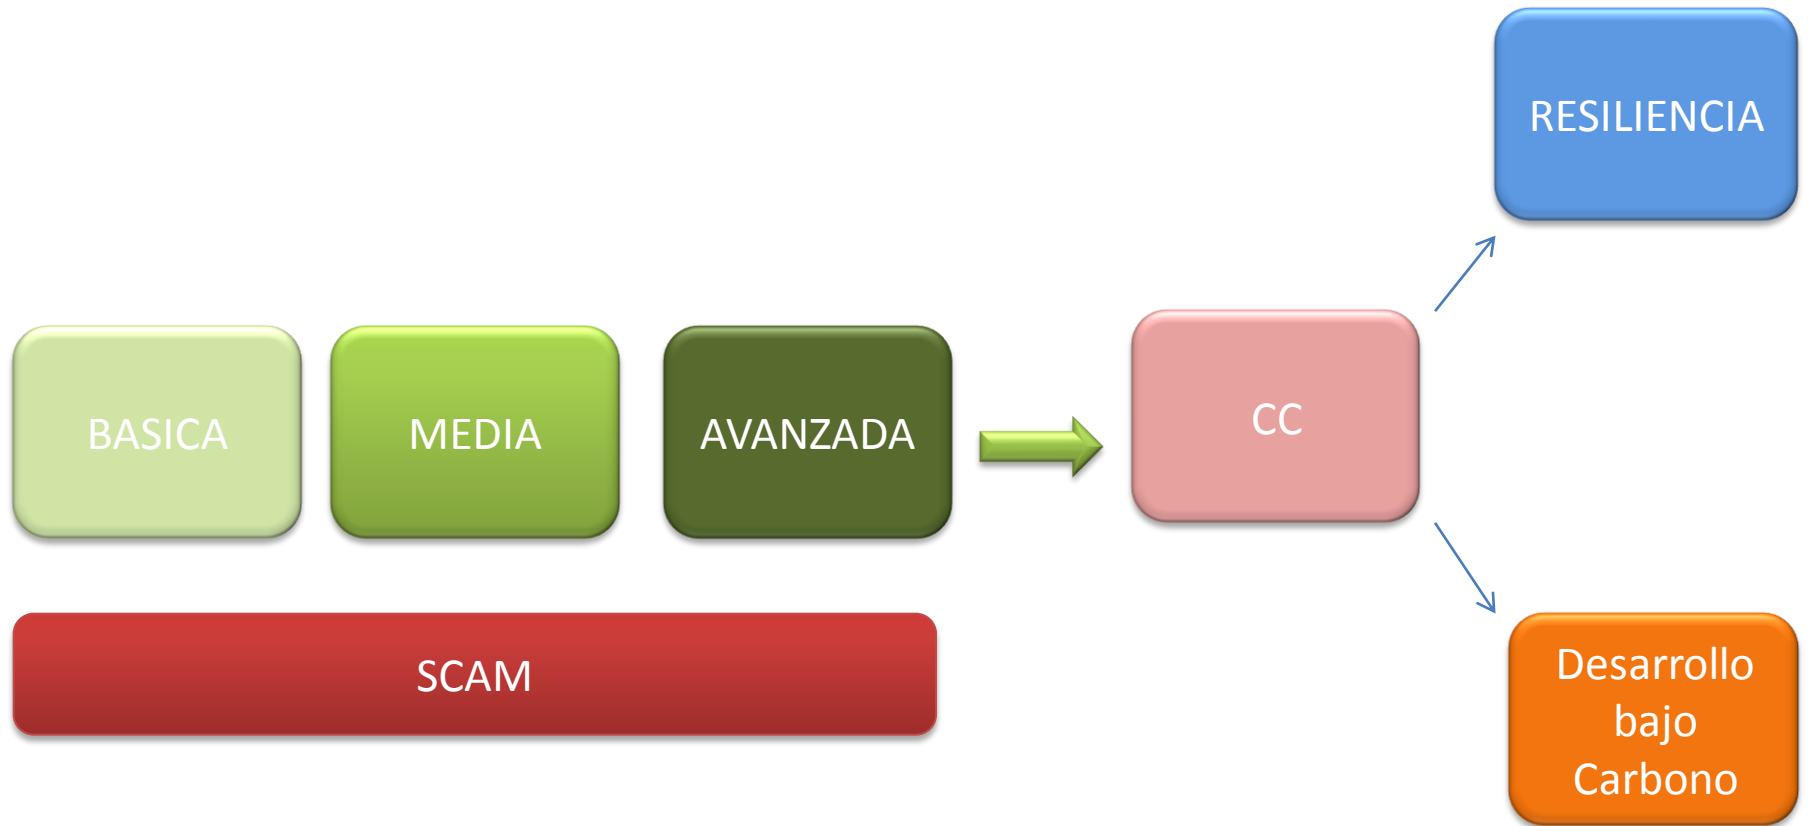 RESILIENCIA
BASICA
MEDIA
AVANZADA
CC
SCAM
Desarrollo
bajo
Carbono